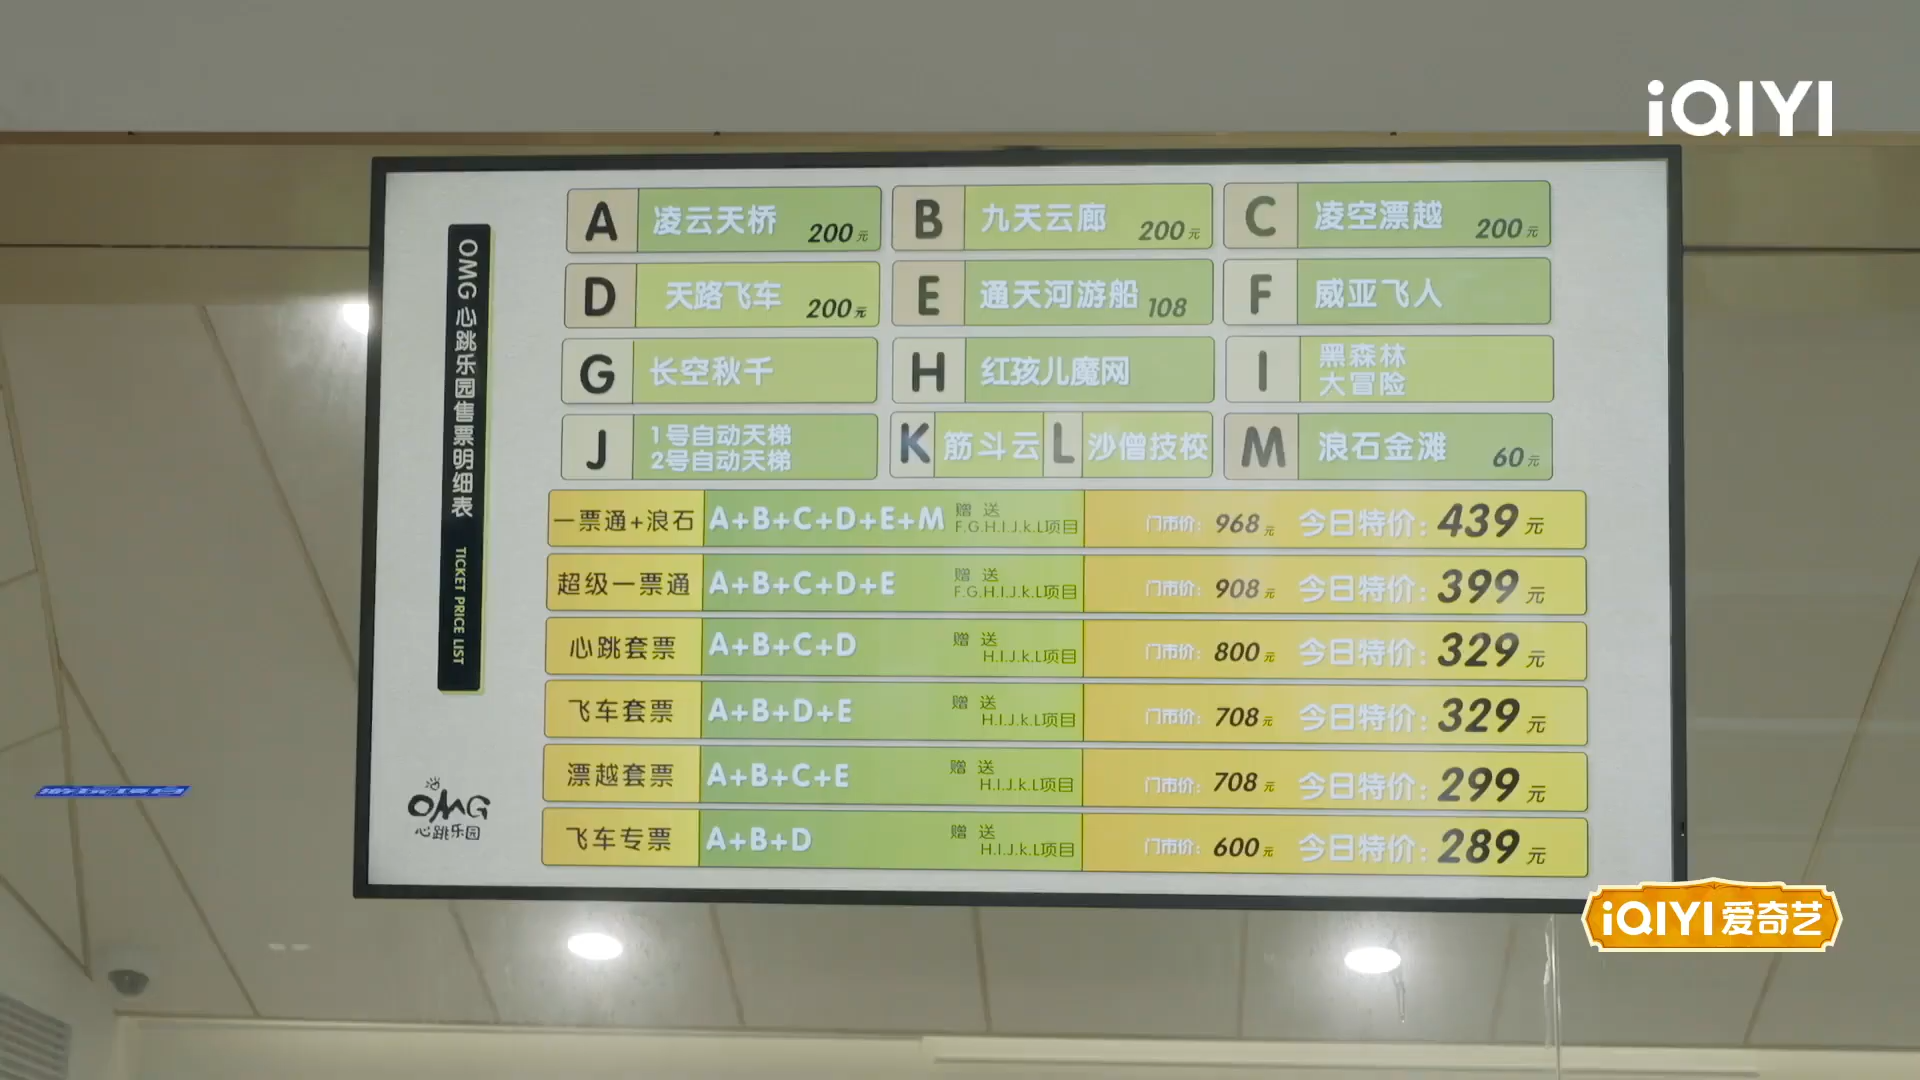 iQIYI
OMG 心跳乐园售票明细表 TICKET PRICE LIST
A 凌云天桥 200元
B 九天云廊 200元
C 凌空漂越 200元
D 天路飞车 200元
E 通天河游船 108
F 威亚飞人
G 长空秋千
H 红孩儿魔网
I 黑森林
大冒险
J 1号自动天梯
2号自动天梯
K 筋斗云 L 沙僧技校
M 浪石金滩 60元
一票通+浪石 A+B+C+D+E+M 赠 送 F.G.H.I.J.k.L项目 门市价: 968元 今日特价: 439元
超级一票通 A+B+C+D+E 赠 送 F.G.H.I.J.k.L项目 门市价: 908元 今日特价: 399元
心跳套票 A+B+C+D 赠 送 H.I.J.k.L项目 门市价: 800元 今日特价: 329元
飞车套票 A+B+D+E 赠 送 H.I.J.k.L项目 门市价: 708元 今日特价: 329元
漂越套票 A+B+C+E 赠 送 H.I.J.k.L项目 门市价: 708元 今日特价: 299元
飞车专票 A+B+D 赠 送 H.I.J.k.L项目 门市价: 600元 今日特价: 289元
OMG
心跳乐园
iQIYI 爱奇艺